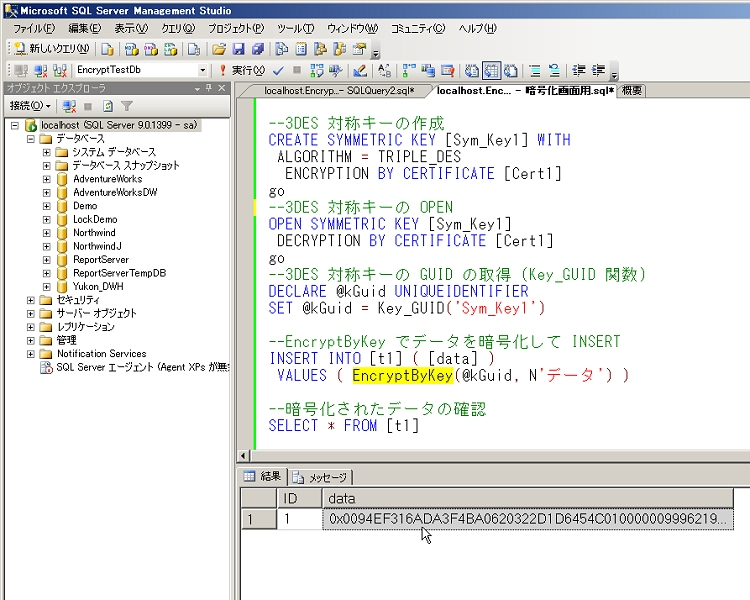 Microsoft SQL Server Management Studio
ファイル(F) 編集(E) 表示(V) クエリ(Q) プロジェクト(P) ツール(T) ウィンドウ(W) コミュニティ(C) ヘルプ(H)
新しいクエリ(N)
EncryptTestDb 実行(X)
オブジェクト エクスプローラ
localhost.Encryp...- SQLQuery2.sql* localhost.Enc... - 暗号化画面用.sql* 概要
接続(O)
localhost (SQL Server 9.0.1399 - sa)
データベース
システム データベース
データベース スナップショット
AdventureWorks
AdventureWorksDW
Demo
LockDemo
Northwind
NorthwindJ
ReportServer
ReportServerTempDB
Yukon_DWH
セキュリティ
サーバー オブジェクト
レプリケーション
管理
Notification Services
SQL Server エージェント (Agent XPs が無
--3DES 対称キーの作成
CREATE SYMMETRIC KEY [Sym_Key1] WITH
ALGORITHM = TRIPLE_DES
ENCRYPTION BY CERTIFICATE [Cert1]
go
--3DES 対称キーの OPEN
OPEN SYMMETRIC KEY [Sym_Key1]
DECRYPTION BY CERTIFICATE [Cert1]
go
--3DES 対称キーの GUID の取得 (Key_GUID 関数)
DECLARE @kGuid UNIQUEIDENTIFIER
SET @kGuid = Key_GUID('Sym_Key1')
--EncryptByKey でデータを暗号化して INSERT
INSERT INTO [t1] ( [data] )
VALUES ( EncryptByKey(@kGuid, N'データ') )
--暗号化されたデータの確認
SELECT * FROM [t1]
結果 メッセージ
ID data
1 1 0x0094EF316ADA3F4BA0620322D1D6454C010000009996219...